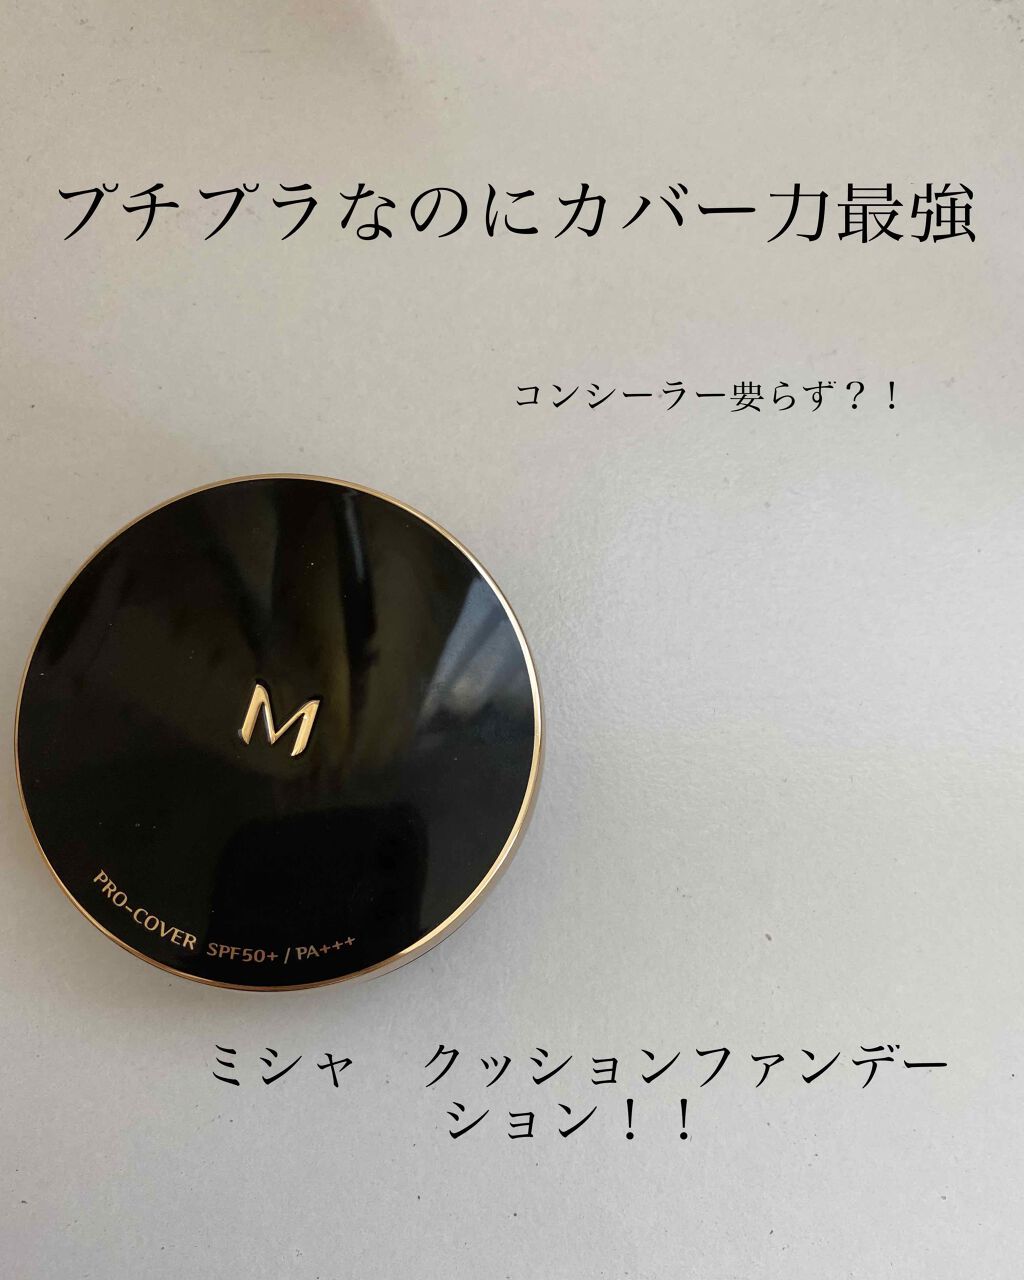 プチプラなのにカバー力最強
コンシーラー要らず？！
M
PRO-COVER SPF50+ / PA+++
ミシャ　クッションファンデー
ション！！